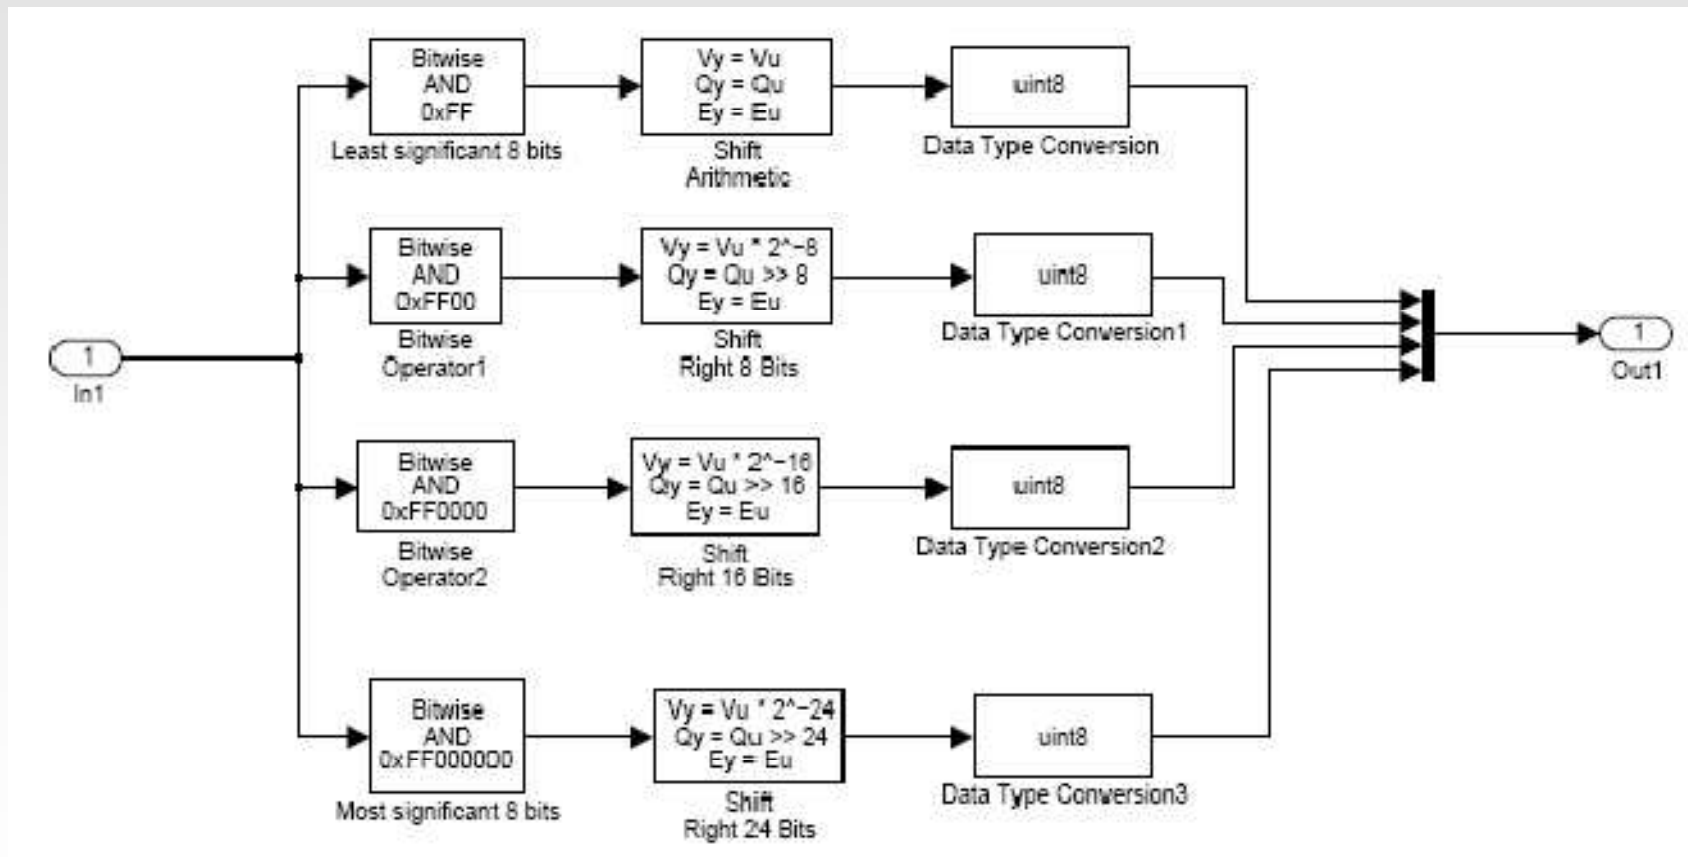 Bitwise
AND
0xFF
Least significant 8 bits
Vy = Vu
Qy = Qu
Ey = Eu
Shift
Arithmetic
uint8
Data Type Conversion
Bitwise
AND
0xFF00
Bitwise
Operator1
Vy = Vu * 2^-8
Qy = Qu >> 8
Ey = Eu
Shift
Right 8 Bits
uint8
Data Type Conversion1
1
In1
1
Out1
Bitwise
AND
0xFF0000
Bitwise
Operator2
Vy = Vu * 2^-16
Qy = Qu >> 16
Ey = Eu
Shift
Right 16 Bits
uint8
Data Type Conversion2
Bitwise
AND
0xFF000000
Most significant 8 bits
Vy = Vu * 2^-24
Qy = Qu >> 24
Ey = Eu
Shift
Right 24 Bits
uint8
Data Type Conversion3